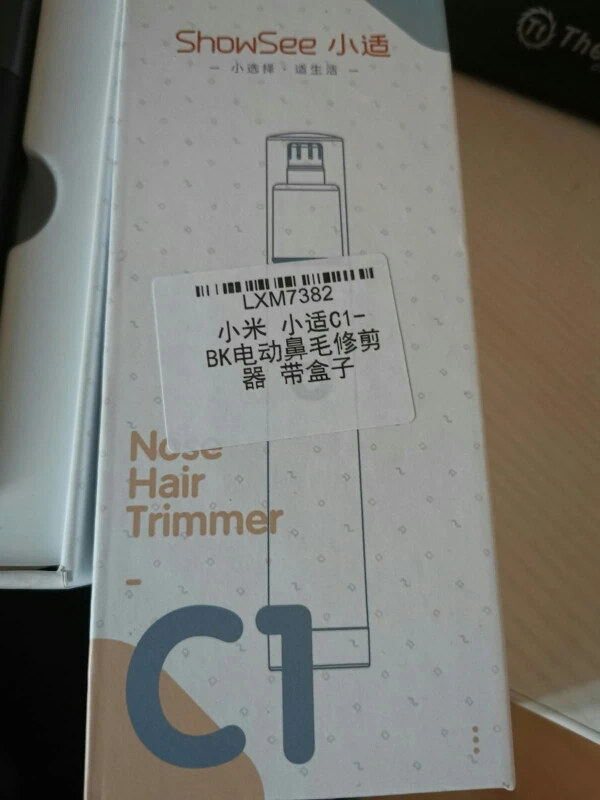 ShowSee 小适
— 小选择 · 适生活 —
The
LXM7382
小米 小适C1-
BK电动鼻毛修剪
器 带盒子
Nose
Hair
Trimmer
-
C1